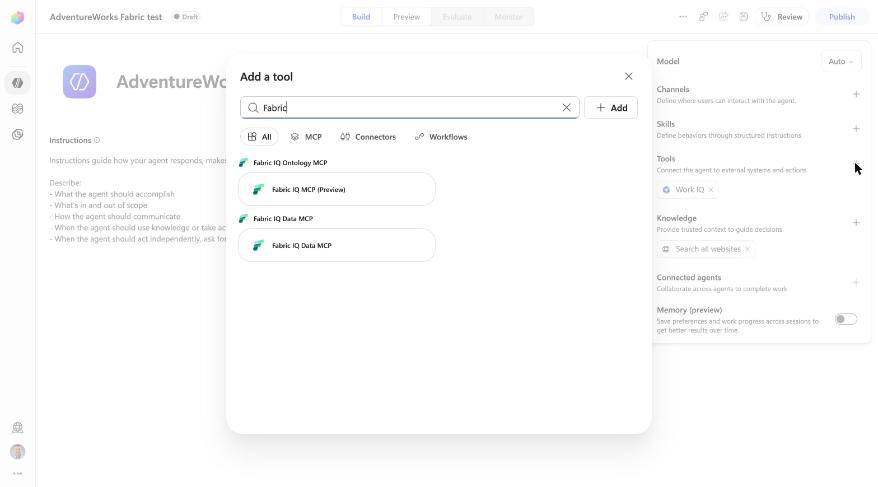 AdventureWorks Fabric test
Draft
Build
Preview
Evaluate
Monitor
Review
Publish
AdventureWo
Instructions
Instructions guide how your agent responds, makes
Describe:
- What the agent should accomplish
- What's in and out of scope
- How the agent should communicate
- When the agent should use knowledge or take ac
- When the agent should act independently, ask for
Add a tool
Fabric
Add
All
MCP
Connectors
Workflows
Fabric IQ Ontology MCP
Fabric IQ MCP (Preview)
Fabric IQ Data MCP
Fabric IQ Data MCP
Model
Auto
Channels
Define where users can interact with the agent.
Skills
Define behaviors through structured instructions
Tools
Connect the agent to external systems and actions
Work IQ
Knowledge
Provide trusted context to guide decisions
Search all websites
Connected agents
Collaborate across agents to complete work
Memory (preview)
Save preferences and work progress across sessions to
get better results over time.